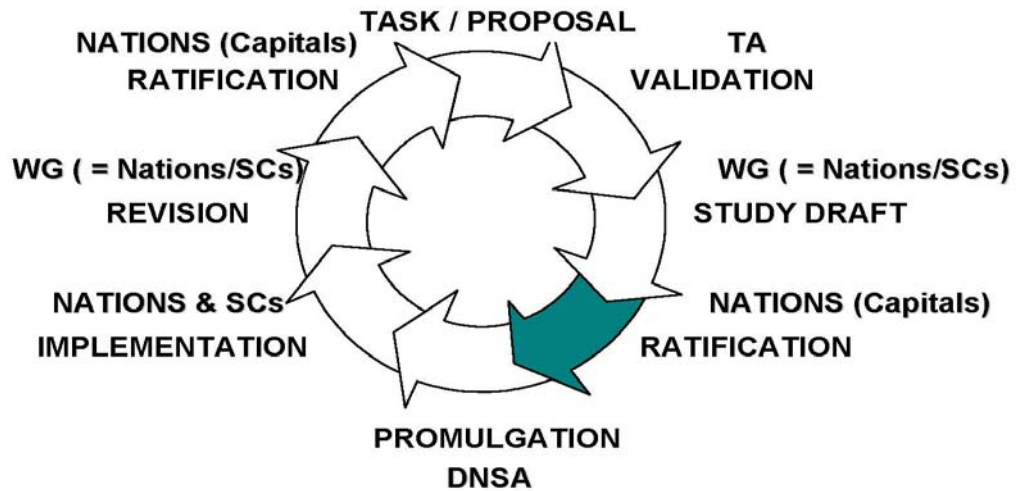 TASK / PROPOSAL
TA
VALIDATION
WG ( = Nations/SCs)
STUDY DRAFT
NATIONS (Capitals)
RATIFICATION
PROMULGATION
DNSA
NATIONS & SCs
IMPLEMENTATION
WG ( = Nations/SCs)
REVISION
NATIONS (Capitals)
RATIFICATION